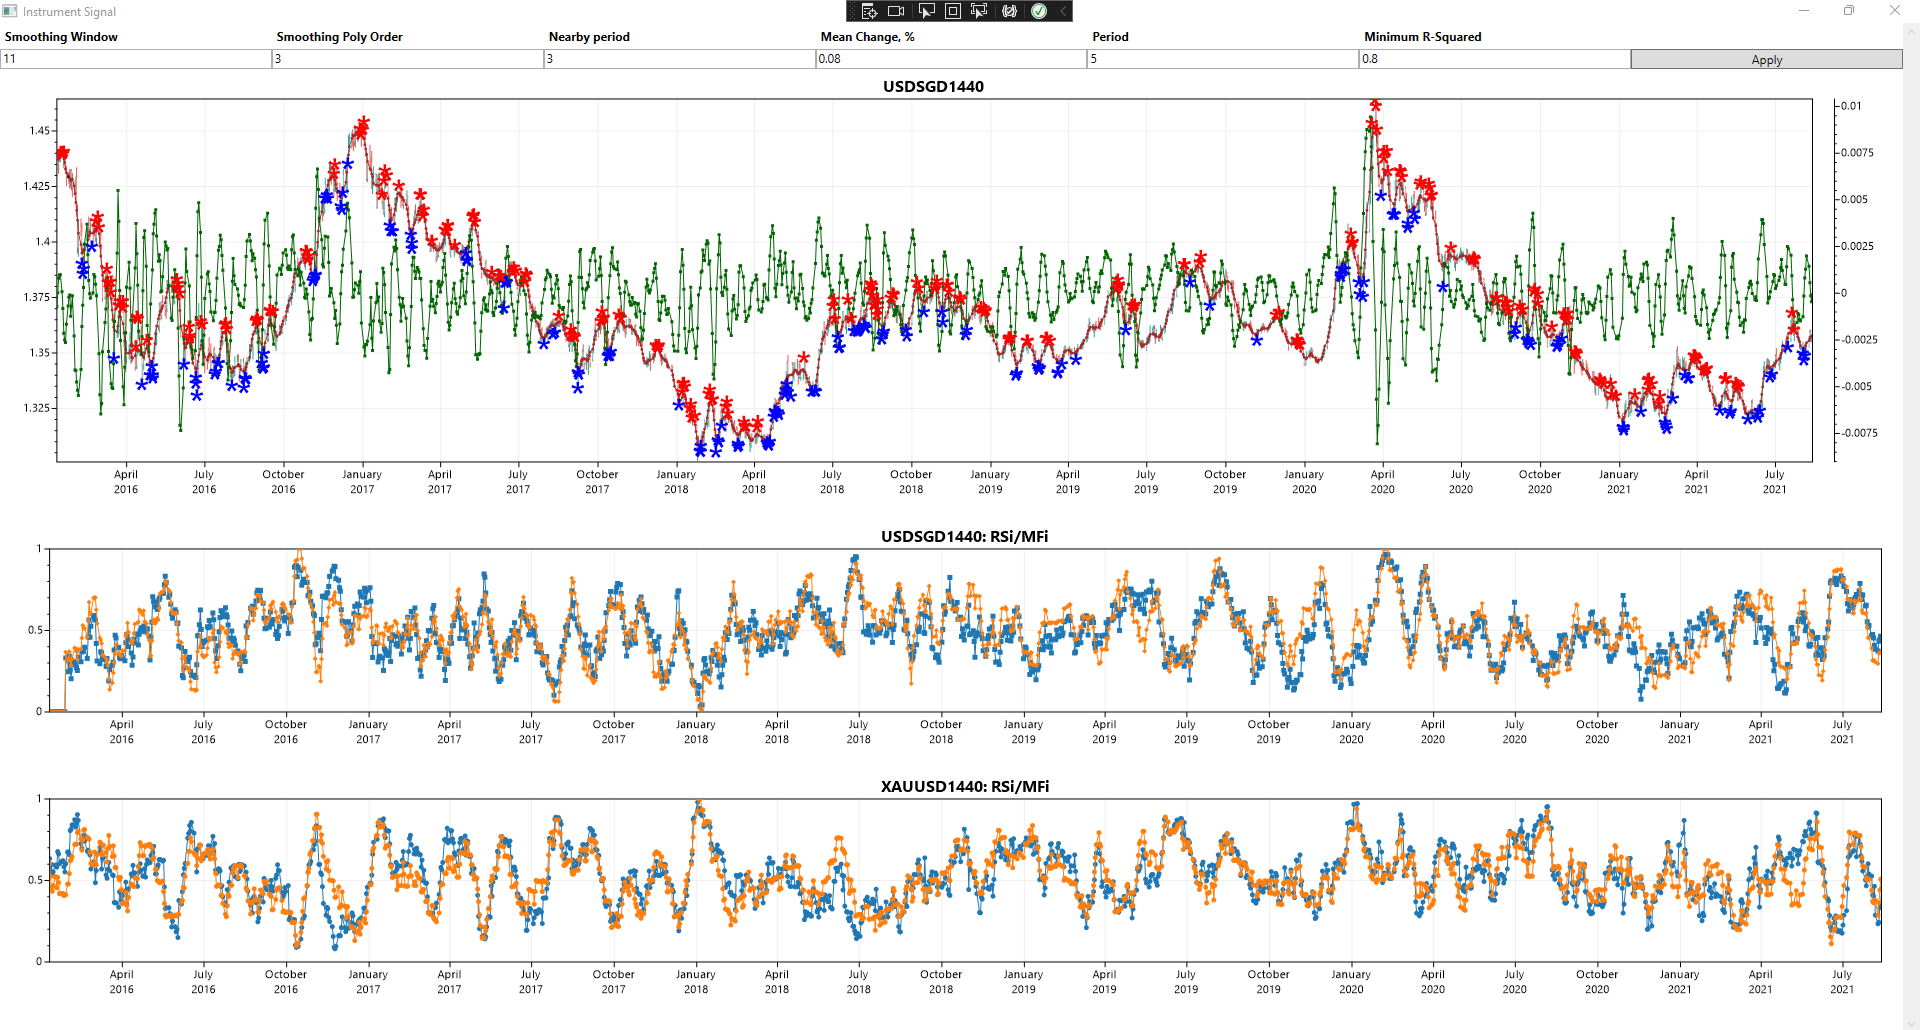 Instrument Signal
Smoothing Window Smoothing Poly Order Nearby period Mean Change, % Period Minimum R-Squared
11 3 3 0.08 5 0.8 Apply
USDSGD1440
1.45
1.425
1.4
1.375
1.35
1.325
0.01
0.0075
0.005
0.0025
0
-0.0025
-0.005
-0.0075
April July October January April July October January April July October January April July October January April July October January April July
2016 2016 2016 2017 2017 2017 2017 2018 2018 2018 2018 2019 2019 2019 2019 2020 2020 2020 2020 2021 2021 2021
USDSGD1440: RSi/MFi
1
0.5
0
April July October January April July October January April July October January April July October January April July October January April July
2016 2016 2016 2017 2017 2017 2017 2018 2018 2018 2018 2019 2019 2019 2019 2020 2020 2020 2020 2021 2021 2021
XAUUSD1440: RSi/MFi
1
0.5
0
April July October January April July October January April July October January April July October January April July October January April July
2016 2016 2016 2017 2017 2017 2017 2018 2018 2018 2018 2019 2019 2019 2019 2020 2020 2020 2020 2021 2021 2021